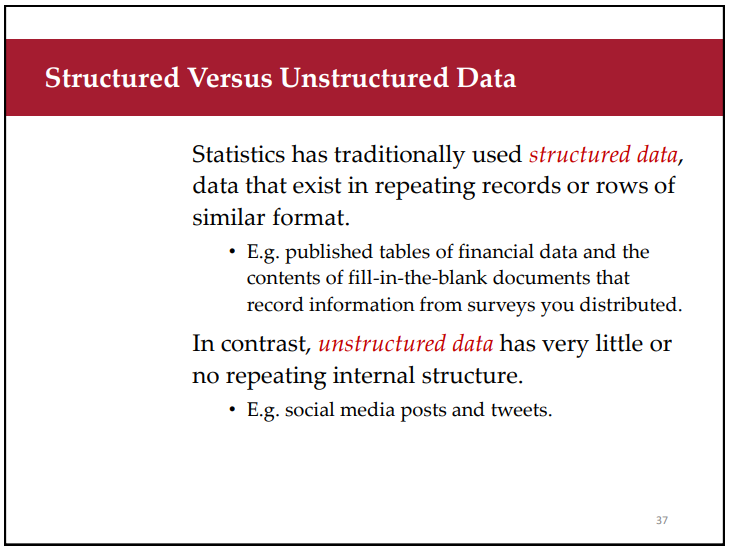 Structured Versus Unstructured Data
Statistics has traditionally used structured data,
data that exist in repeating records or rows of
similar format.
• E.g. published tables of financial data and the
contents of fill-in-the-blank documents that
record information from surveys you distributed.
In contrast, unstructured data has very little or
no repeating internal structure.
• E.g. social media posts and tweets.
37